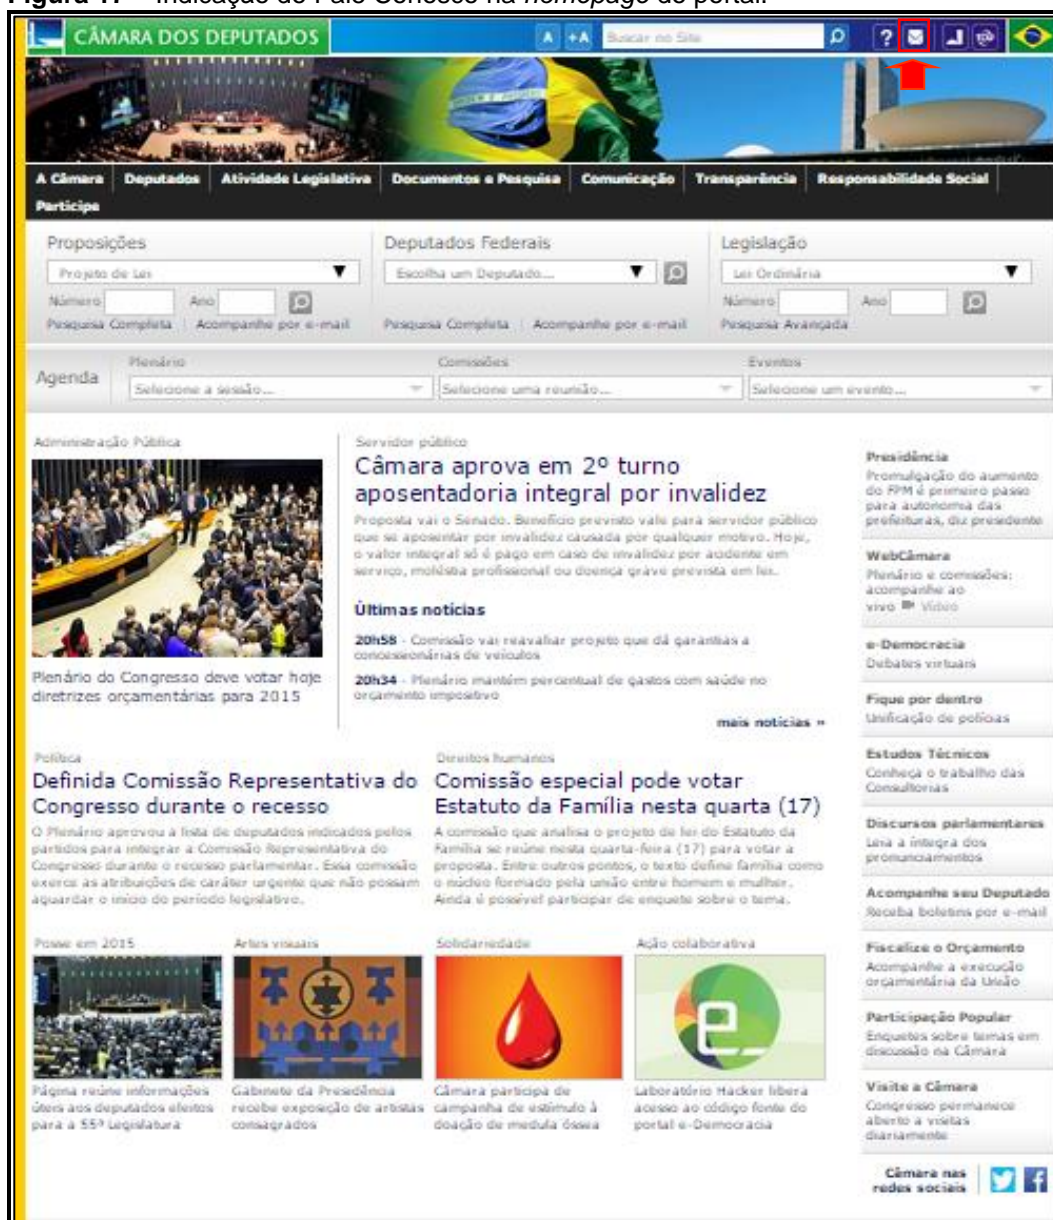 Figura 17 – Indicação do Fale Conosco na homepage do portal.
CÂMARA DOS DEPUTADOS
A +A Buscar no Site ?
A Câmara Deputados Atividade Legislativa Documentos e Pesquisa Comunicação Transparência Responsabilidade Social
Participe
Proposições Deputados Federais Legislação
Projeto de Lei Escolha um Deputado... Lei Ordinária
Número Ano Número Ano
Pesquisa Completa Acompanhe por e-mail Pesquisa Completa Acompanhe por e-mail Pesquisa Avançada
Agenda
Plenário Comissões Eventos
Selecione a sessão... Selecione uma reunião... Selecione um evento...
Administração Pública
Plenário do Congresso deve votar hoje
diretrizes orçamentárias para 2015
Servidor público
Câmara aprova em 2º turno
aposentadoria integral por invalidez
Proposta vai o Senado. Benefício previsto vale para servidor público
que se aposentar por invalidez causada por qualquer motivo. Hoje,
o valor integral só é pago em caso de invalidez por acidente em
serviço, moléstia profissional ou doença grave prevista em lei.
Últimas notícias
20h58 - Comissão vai reavaliar projeto que dá garantias a
concessionárias de veículos
20h34 - Plenário mantém percentual de gastos com saúde no
orçamento impositivo
mais notícias »
Política
Definida Comissão Representativa do
Congresso durante o recesso
O Plenário aprovou a lista de deputados indicados pelos
partidos para integrar a Comissão Representativa do
Congresso durante o recesso parlamentar. Essa comissão
exerce as atribuições de caráter urgente que não possam
aguardar o início do período legislativo.
Direitos humanos
Comissão especial pode votar
Estatuto da Família nesta quarta (17)
A comissão que analisa o projeto de lei do Estatuto da
Família se reúne nesta quarta-feira (17) para votar a
proposta. Entre outros pontos, o texto define família como
o núcleo formado pela união entre homem e mulher.
Ainda é possível participar de enquete sobre o tema.
Posse em 2015
Página reúne informações
úteis aos deputados eleitos
para a 55ª Legislatura
Artes visuais
Gabinete da Presidência
recebe exposição de artistas
consagrados
Solidariedade
Câmara participa de
campanha de estímulo à
doação de medula óssea
Ação colaborativa
e
Laboratório Hacker libera
acesso ao código fonte do
portal e-Democracia
Presidência
Promulgação do aumento
do FPM é primeiro passo
para autonomia das
prefeituras, diz presidente
WebCâmara
Plenário e comissões:
acompanhe ao
vivo Vídeo
e-Democracia
Debates virtuais
Fique por dentro
Unificação de polícias
Estudos Técnicos
Conheça o trabalho das
Consultorias
Discursos parlamentares
Leia a íntegra dos
pronunciamentos
Acompanhe seu Deputado
Receba boletins por e-mail
Fiscalize o Orçamento
Acompanhe a execução
orçamentária da União
Participação Popular
Enquetes sobre temas em
discussão na Câmara
Visite a Câmara
Congresso permanece
aberto a visitas
diariamente
Câmara nas
redes sociais